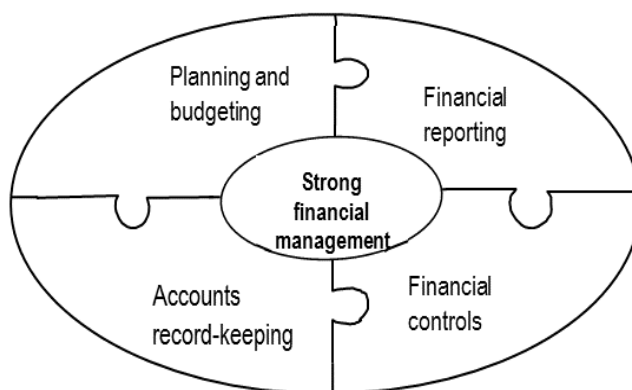 Planning and
budgeting
Financial
reporting
Strong
financial
management
Accounts
record-keeping
Financial
controls